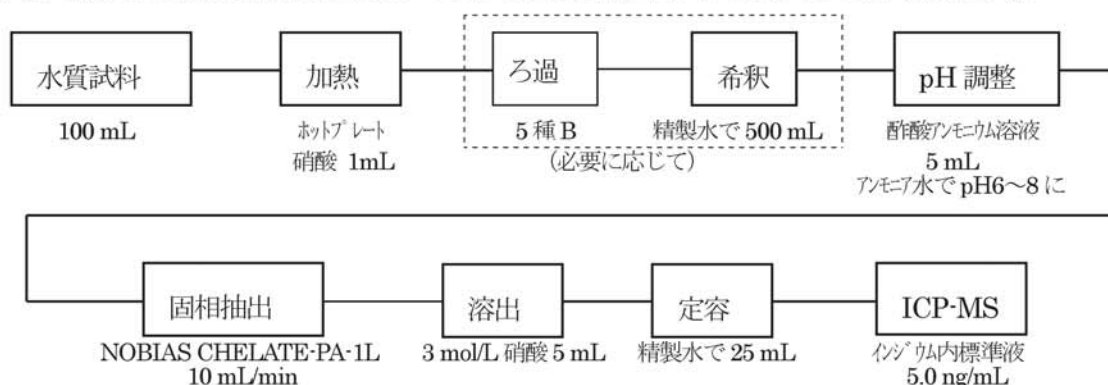 水質試料
加熱
ろ過
希釈
pH 調整
100 mL
ホットプレート
硝酸 1mL
5 種 B
精製水で 500 mL
(必要に応じて)
酢酸アンモニウム溶液
5 mL
アンモニア水で pH6~8 に
固相抽出
溶出
定容
ICP-MS
NOBIAS CHELATE-PA-1L
10 mL/min
3 mol/L 硝酸 5 mL
精製水で 25 mL
インジウム内標準液
5.0 ng/mL